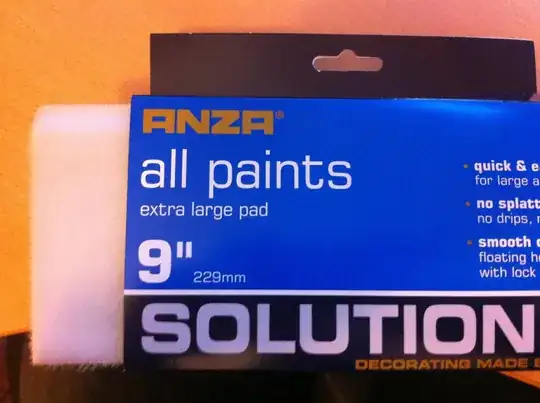 ANZA®
all paints
extra large pad
9"
229mm
quick & e
for large a
no splatt
no drips, r
smooth c
floating he
with lock
SOLUTION
DECORATING MADE E